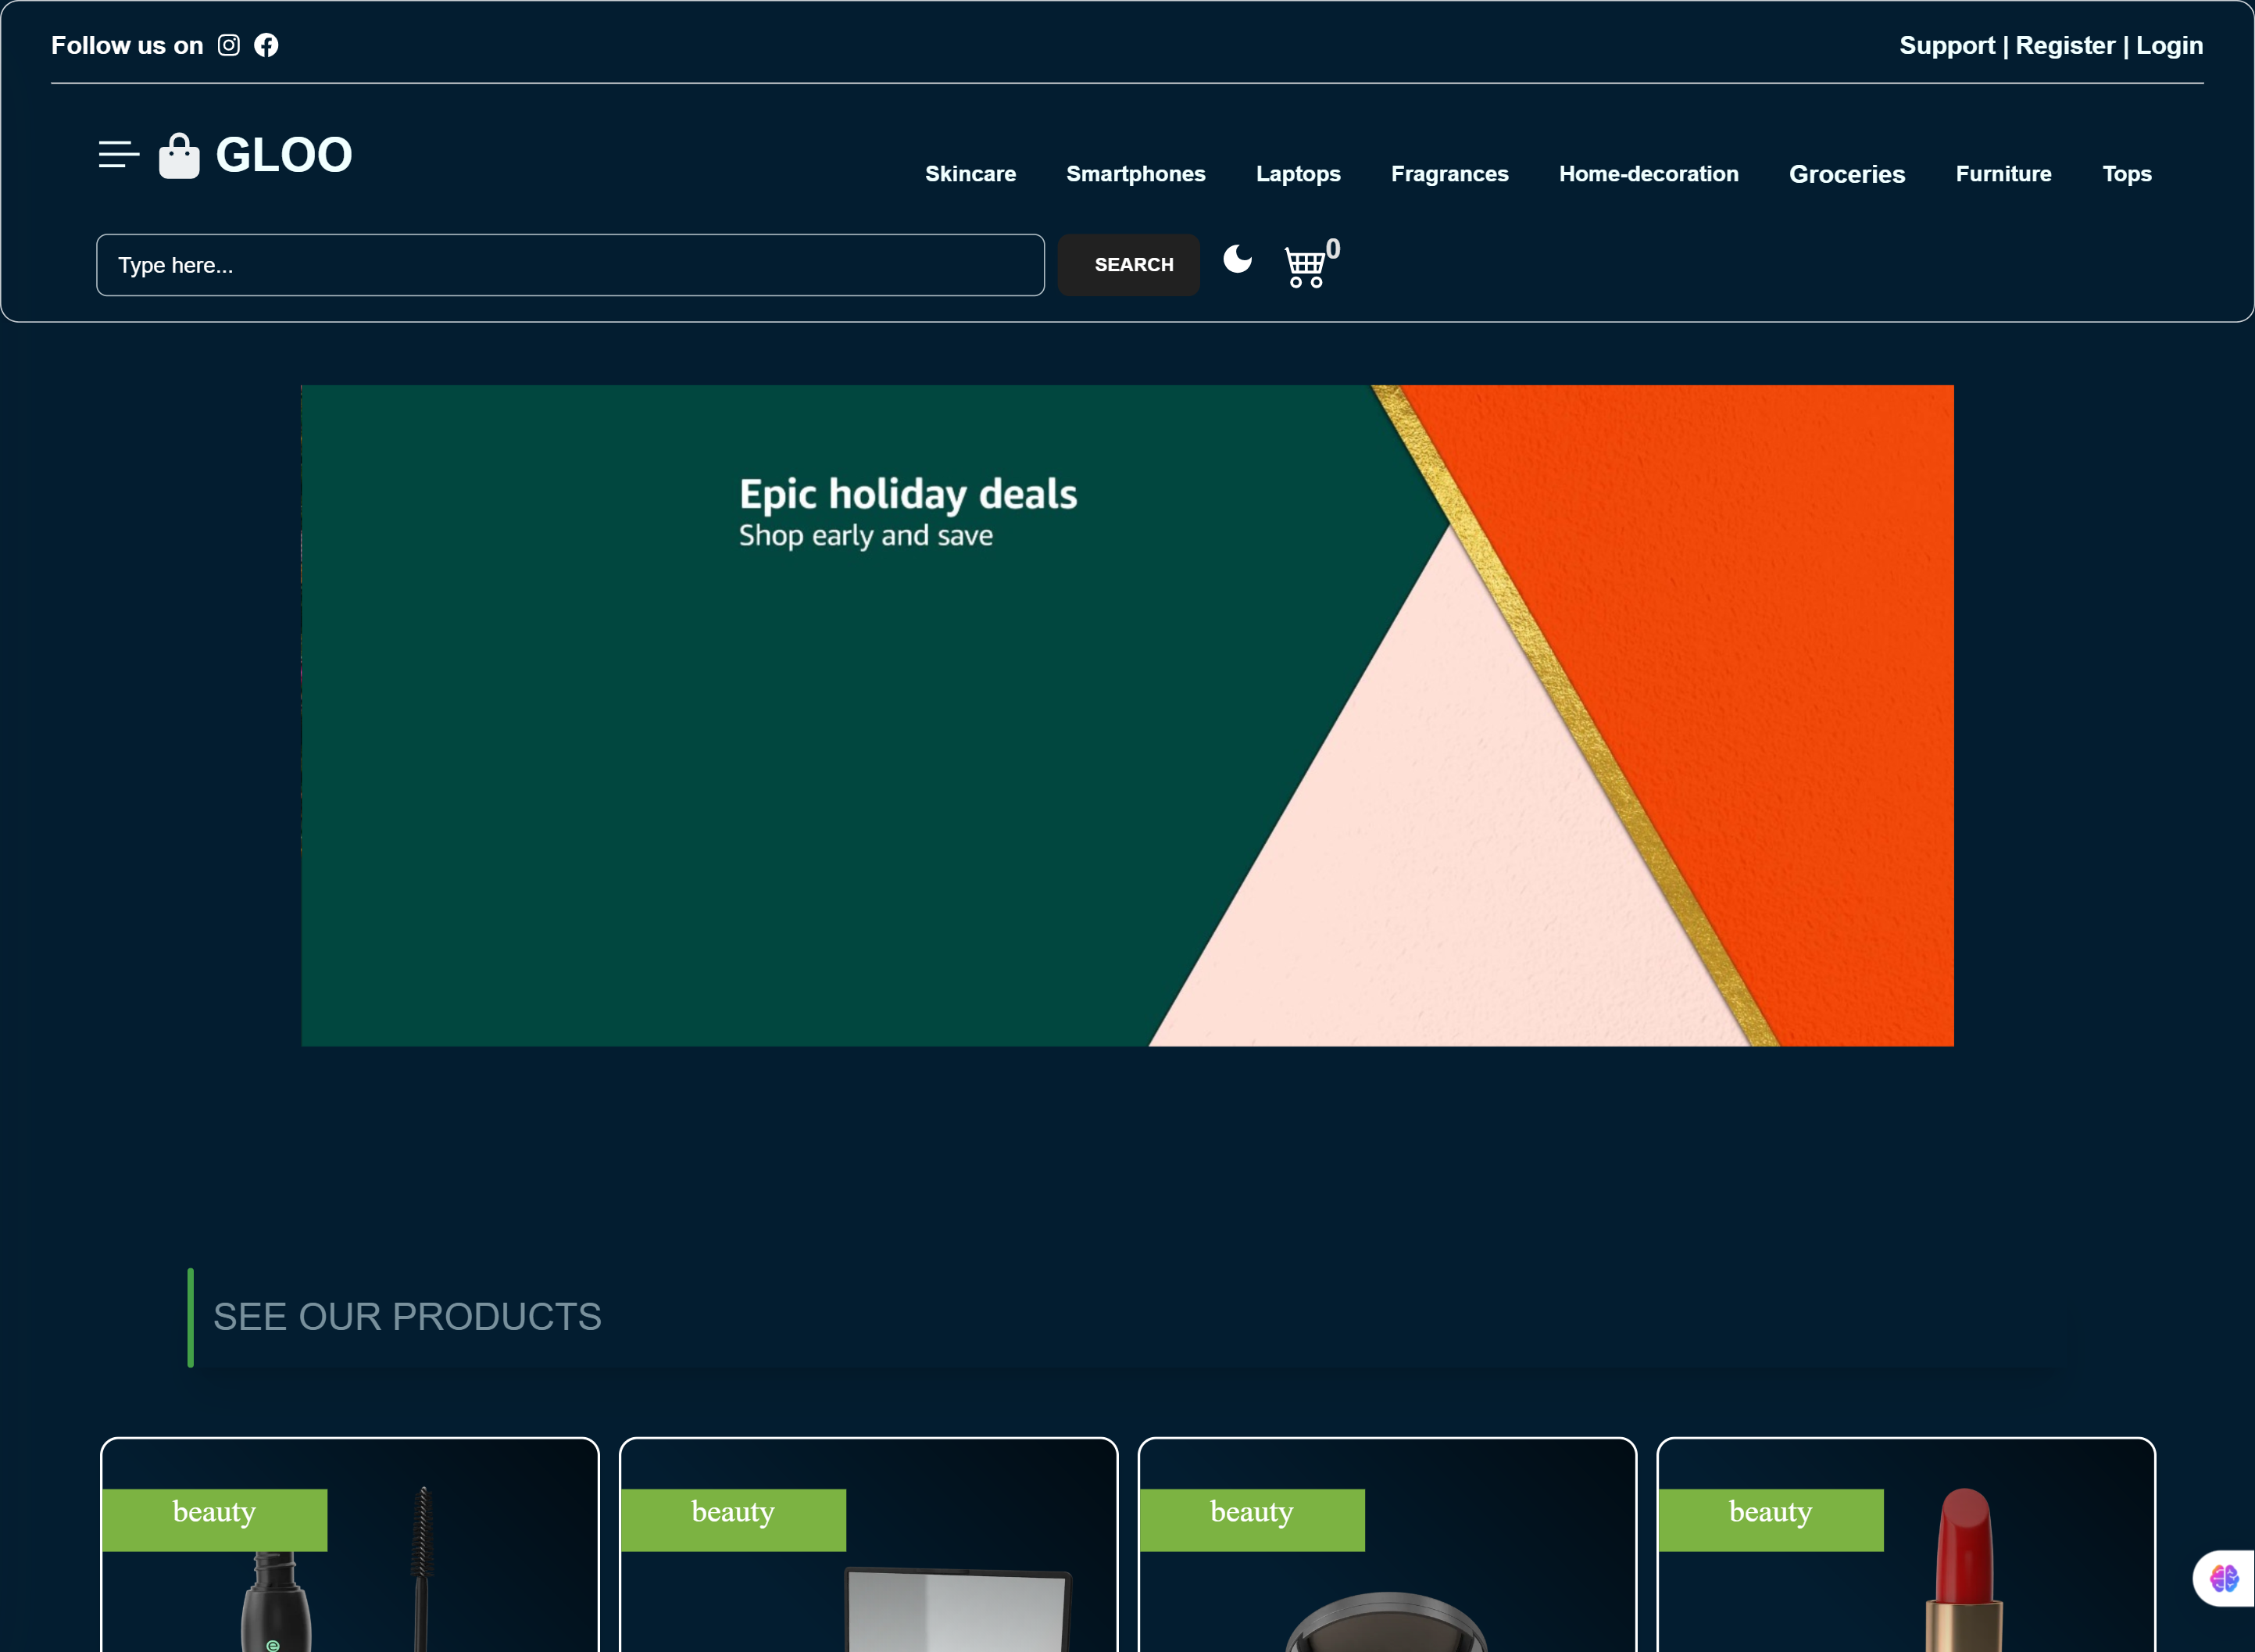 Follow us on
Support | Register | Login
GLOO
Skincare Smartphones Laptops Fragrances Home-decoration Groceries Furniture Tops
Type here...
SEARCH
0
Epic holiday deals
Shop early and save
SEE OUR PRODUCTS
beauty beauty beauty beauty
e